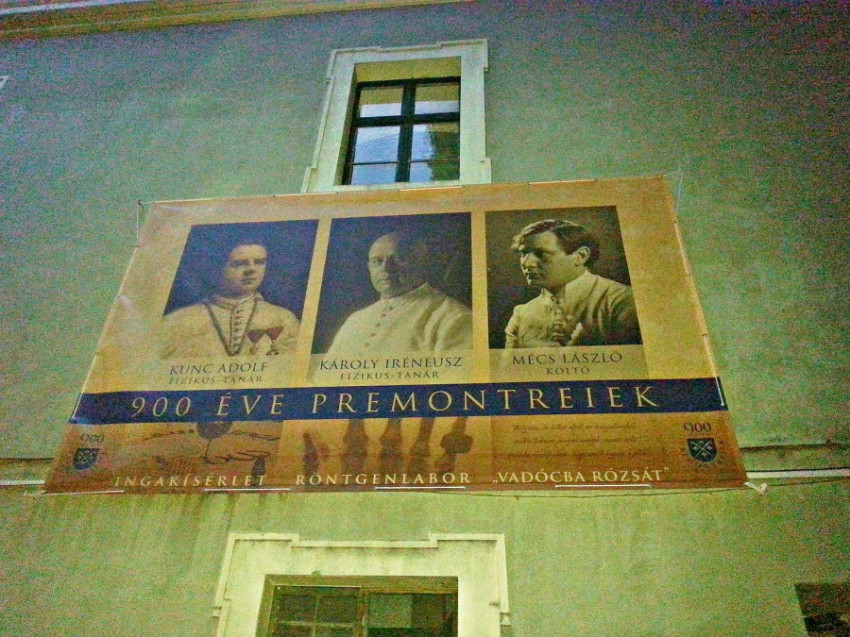 KUNC ADOLF
FIZIKUS-TANÁR
KÁROLY IRÉNEUSZ
FIZIKUS-TANÁR
MÉCS LÁSZLÓ
KÖLTŐ
900 ÉVE PREMONTREIEK
900
900
INGAKÍSÉRLET
RÖNTGENLABOR
„VADÓCBA RÓZSÁT”